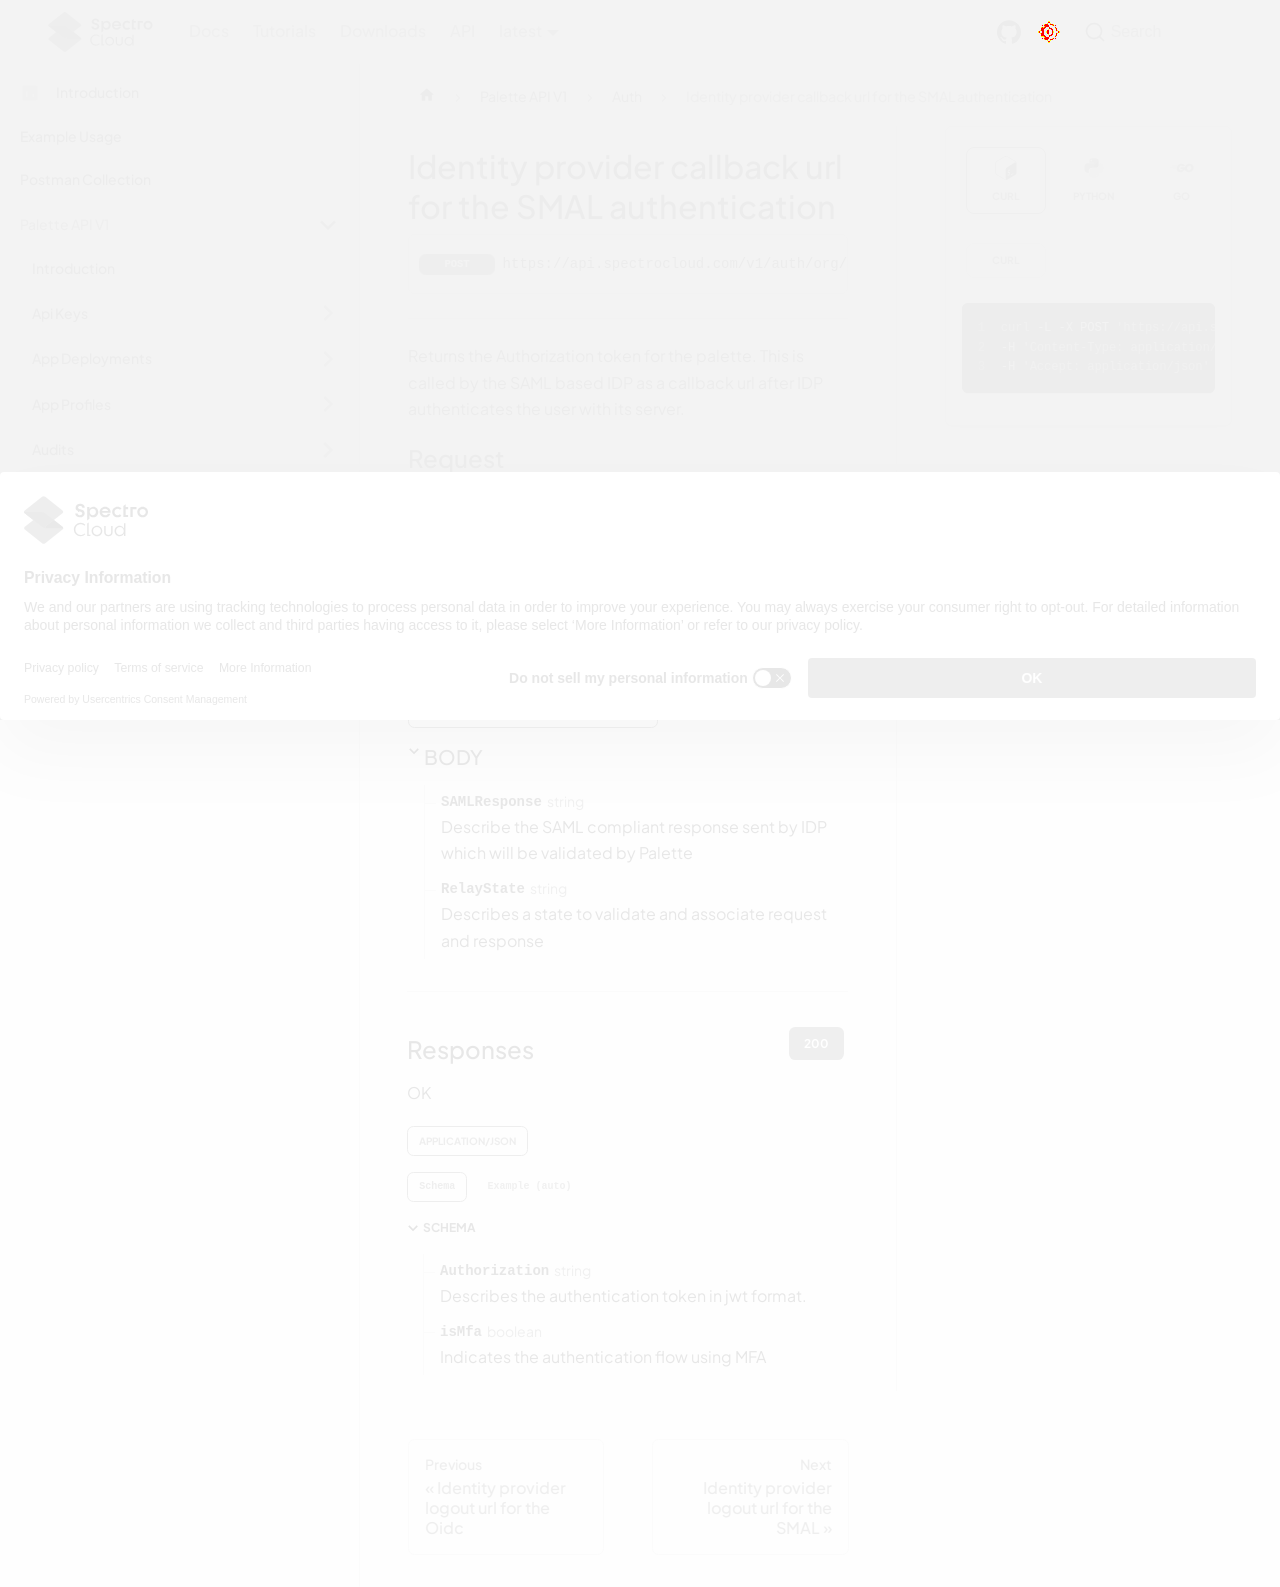 Spectro Cloud
Docs Tutorials Downloads API latest
Search
Introduction
Example Usage
Postman Collection
Palette API V1
Introduction
Api Keys
App Deployments
App Profiles
Audits
Palette API V1
Auth
Identity provider callback url for the SMAL authentication
Identity provider callback url
for the SMAL authentication
POST
https://api.spectrocloud.com/v1/auth/org/
Returns the Authorization token for the palette. This is
called by the SAML based IDP as a callback url after IDP
authenticates the user with its server
Request
CURL
PYTHON
GO
CURL
Spectro
Cloud
Privacy Information
We and our partners are using tracking technologies to process personal data in order to improve your experience. You may always exercise your consumer right to opt-out. For detailed information
about personal information we collect and third parties having access to it, please select ‘More Information’ or refer to our privacy policy.
Privacy policy Terms of service More Information
Powered by Usercentrics Consent Management
Do not sell my personal information
OK
BODY
SAMLResponse string
Describe the SAML compliant response sent by IDP
which will be validated by Palette
RelayState string
Describes a state to validate and associate request
and response
Responses
200
OK
APPLICATION/JSON
Schema Example (auto)
SCHEMA
Authorization string
Describes the authentication token in jwt format.
isMfa boolean
Indicates the authentication flow using MFA
Previous
« Identity provider
logout url for the
Oidc
Next
Identity provider
logout url for the
SMAL »